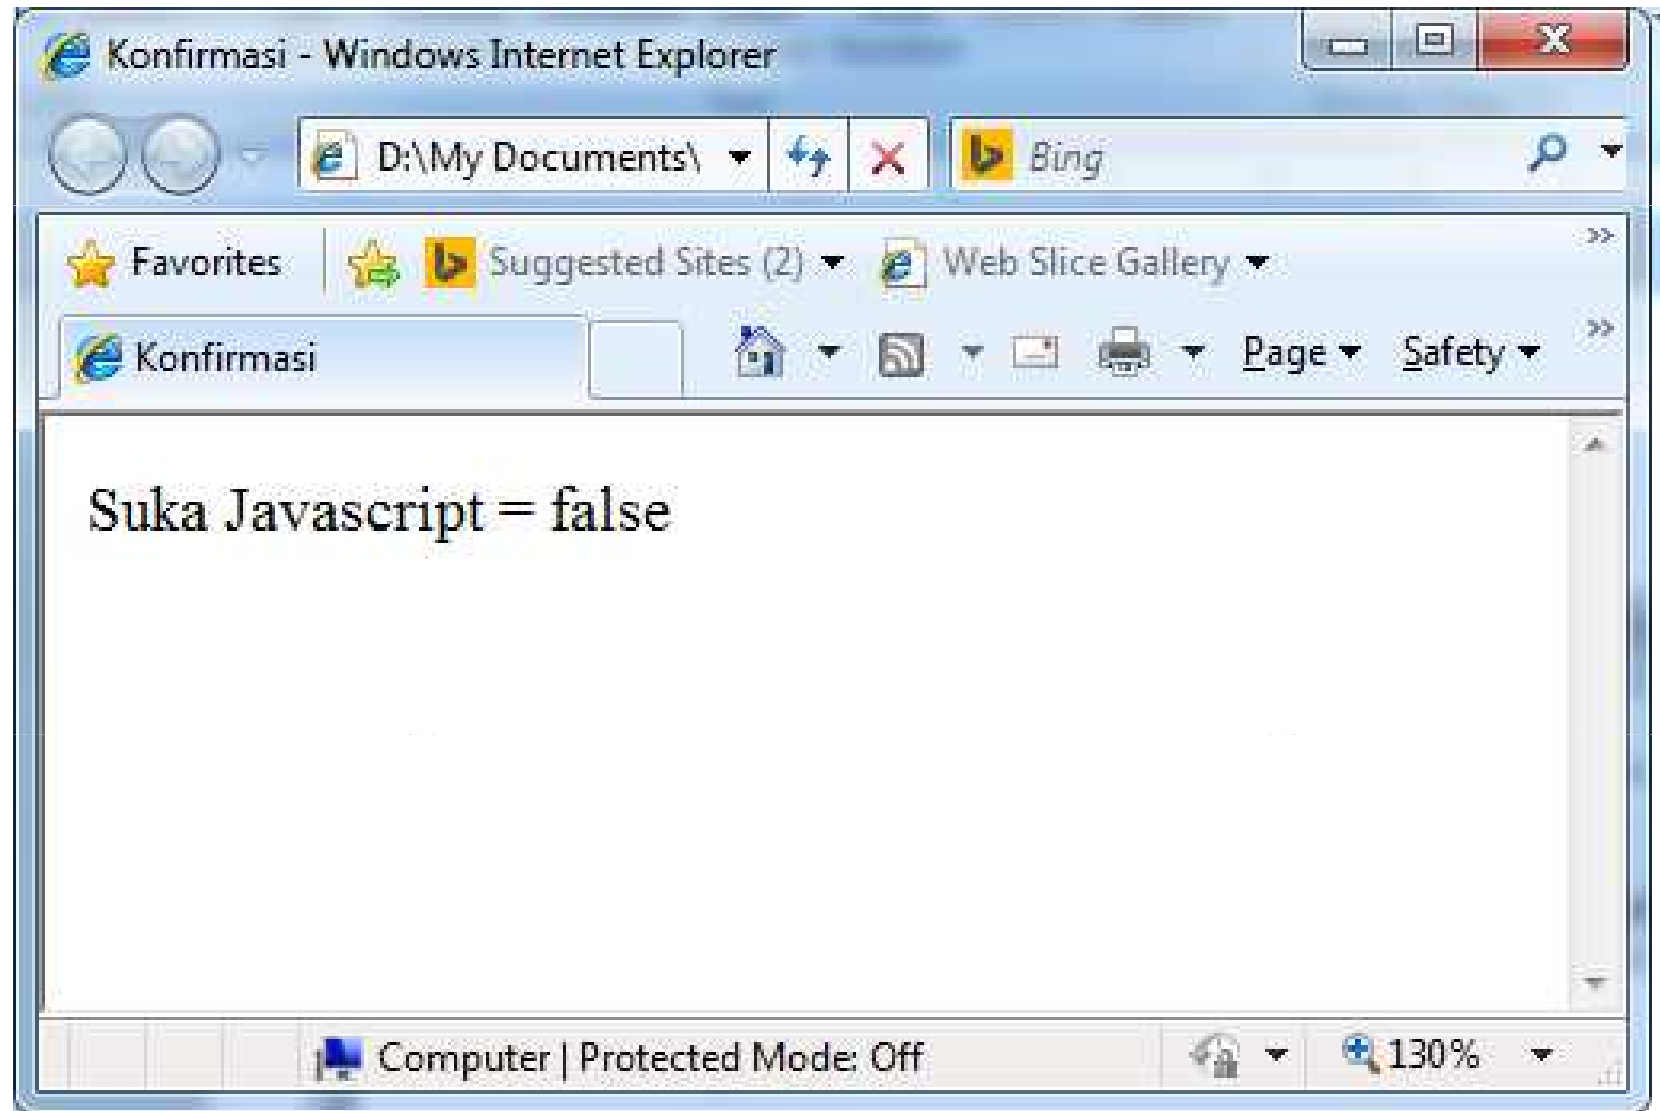 Konfirmasi - Windows Internet Explorer
D:\My Documents\ Bing
Favorites Suggested Sites (2) Web Slice Gallery
Konfirmasi Page Safety
Suka Javascript = false
Computer | Protected Mode: Off 130%